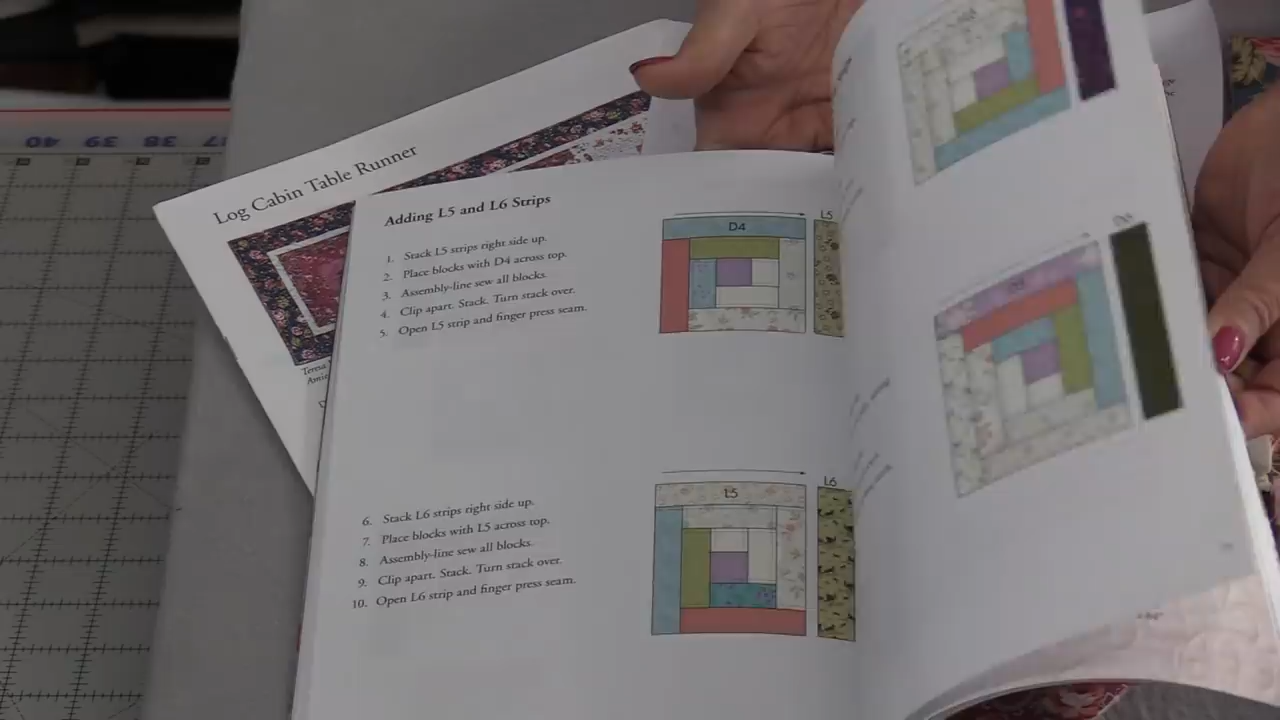 40 39 38 37
Log Cabin Table Runner
Adding L5 and L6 Strips
1. Stack L5 strips right side up.
2. Place blocks with D4 across top.
3. Assembly-line sew all blocks.
4. Clip apart. Stack. Turn stack over.
5. Open L5 strip and finger press seam.
D4
L5
6. Stack L6 strips right side up.
7. Place blocks with L5 across top.
8. Assembly-line sew all blocks.
9. Clip apart. Stack. Turn stack over.
10. Open L6 strip and finger press seam.
L5
L6